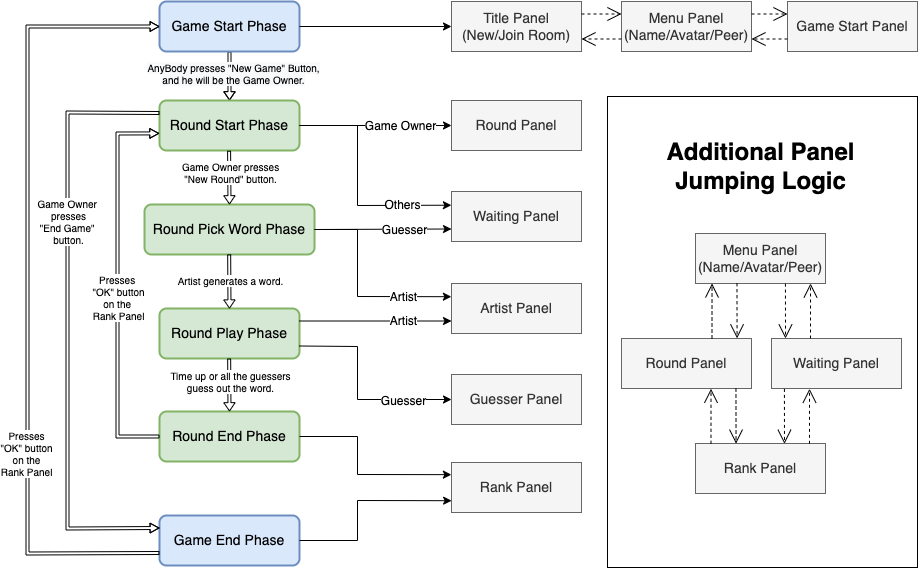 Game Start Phase
Title Panel
(New/Join Room)
Menu Panel
(Name/Avatar/Peer)
Game Start Panel
AnyBody presses "New Game" Button,
and he will be the Game Owner.
Round Start Phase
Game Owner
Round Panel
Game Owner presses
"New Round" button.
Others
Waiting Panel
Guesser
Round Pick Word Phase
Game Owner
presses
"End Game"
button.
Artist generates a word.
Presses
"OK" button
on the
Rank Panel
Artist
Artist Panel
Artist
Round Play Phase
Time up or all the guessers
guess out the word.
Guesser
Guesser Panel
Round End Phase
Presses
"OK" button
on the
Rank Panel
Rank Panel
Game End Phase
Additional Panel
Jumping Logic
Menu Panel
(Name/Avatar/Peer)
Round Panel
Waiting Panel
Rank Panel